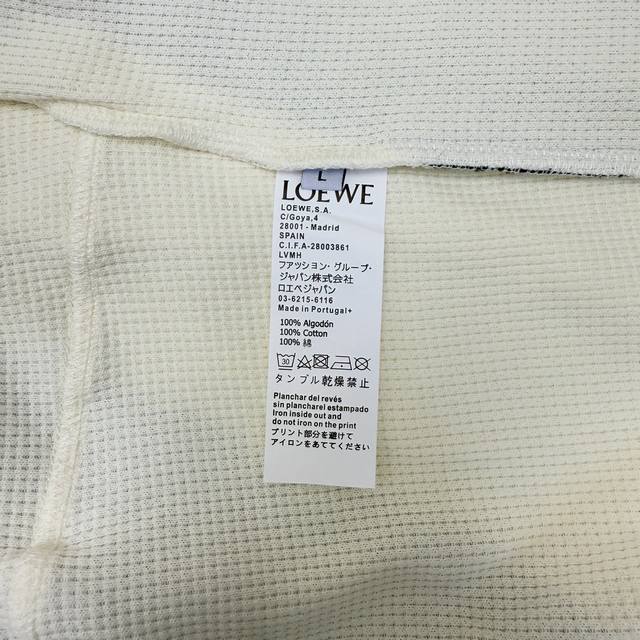 L
LOEWE
LOEWE,S.A.
C/Goya,4
28001 - Madrid
SPAIN
C.I.F.A-28003861
LVMH
ファッション・グループ・
ジャパン株式会社
ロエベジャパン
03-6215-6116
Made in Portugal+
100% Algodón
100% Cotton
100% 綿
30
タンブル乾燥禁止
Planchar del revés
sin plancharei estampado
Iron inside out and
do not iron on the print
プリント部分を避けて
アイロンをあててください